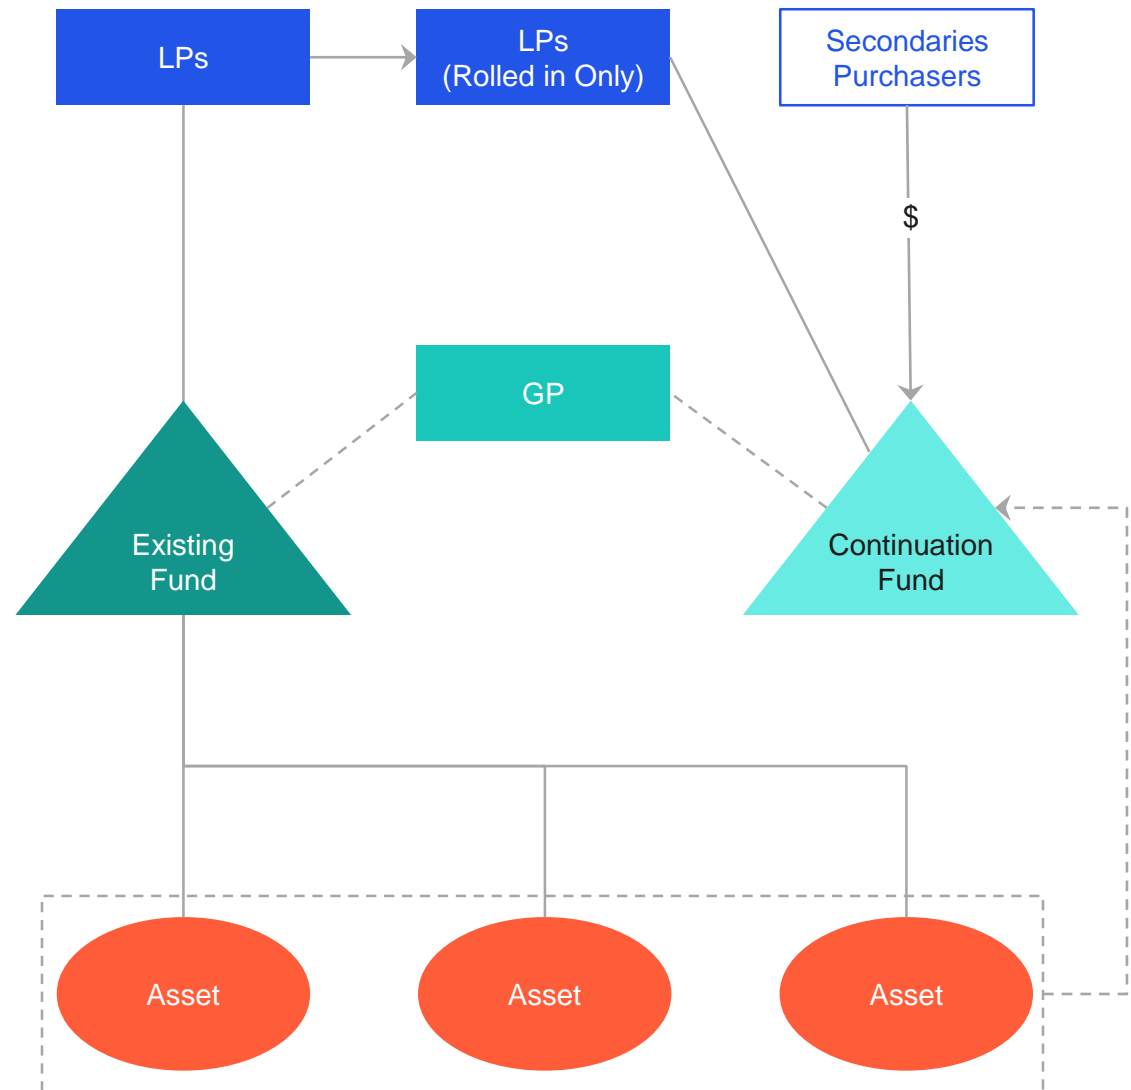 LPs
LPs
(Rolled in Only)
Secondaries
Purchasers
$
GP
Existing
Fund
Continuation
Fund
Asset
Asset
Asset